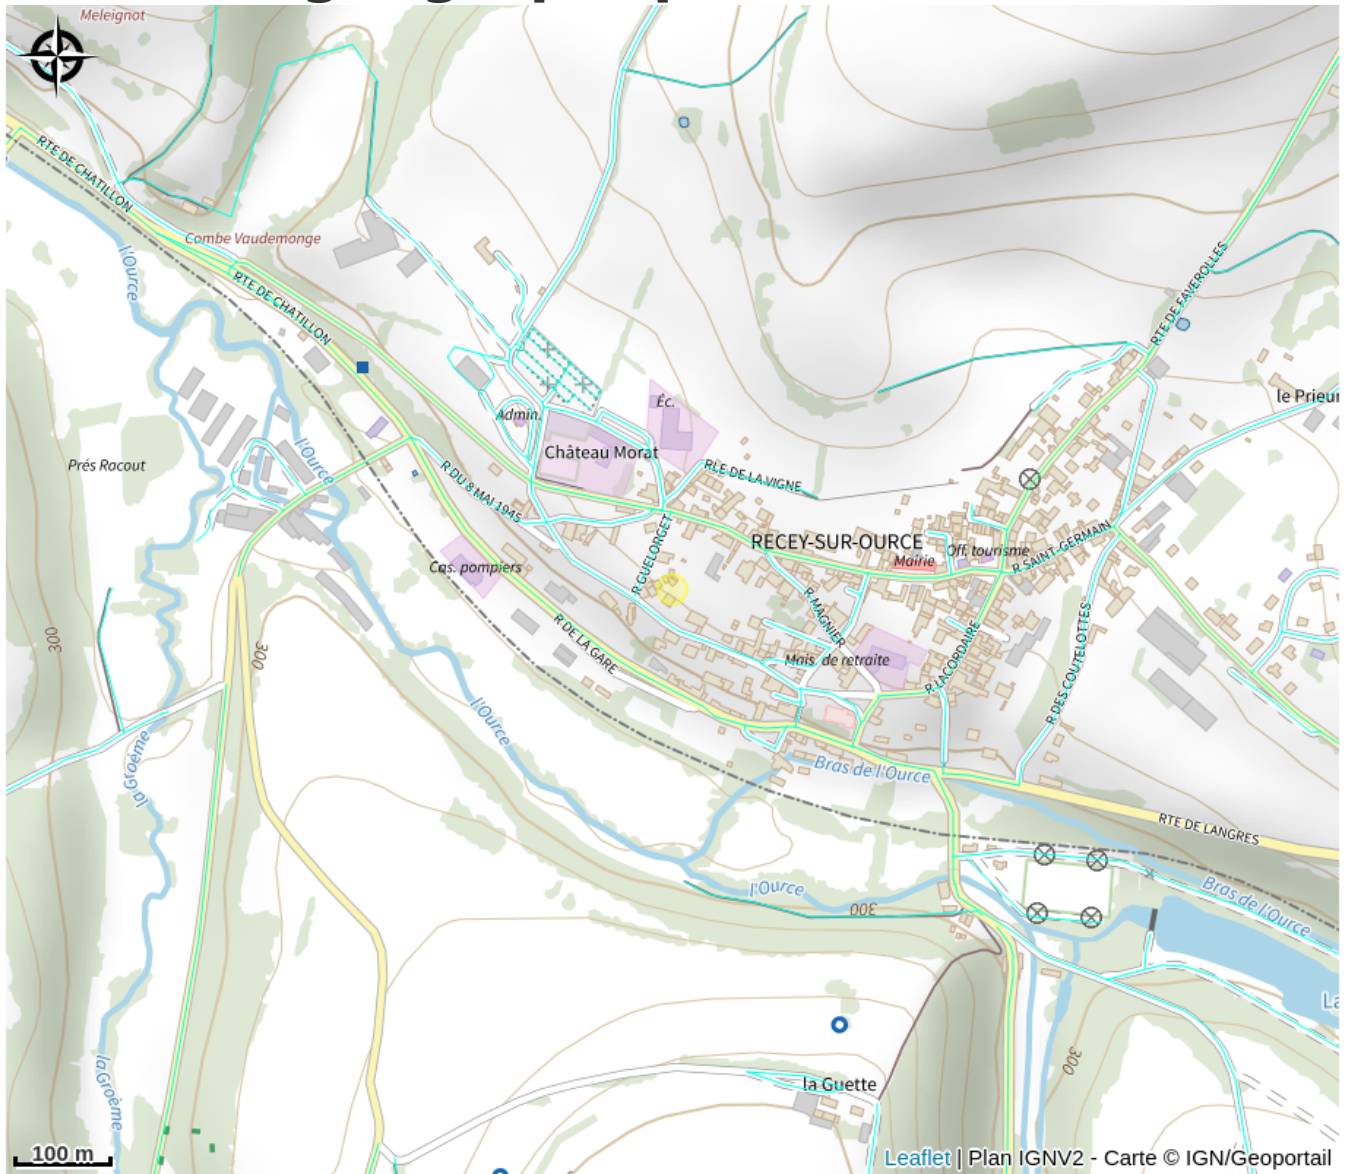 Meleignot
RTE DE CHATILLON
Combe Vaudemonge
l'Ource
RTE DE CHATILLON
RTE DE FAVEROLLES
le Prieur
Éc.
Admin.
Château Morat
Prés Racout
l'Ource
R DU 8 MAI 1945
RLE DE LA VIGNE
RECEY-SUR-OURCE
Mairie
Off. tourisme
R SAINT-GERMAIN
R GUELORGET
Cas. pompiers
R MAGNIER
R DE LA GARE
Mais. de retraite
R LACORDAIRE
R DES COUTELOTTES
300
300
l'Ource
la Groème
Bras de l'Ource
RTE DE LANGRES
l'Ource
300
Bras de l'Ource
La
la Groème
300
la Guette
100 m
Leaflet | Plan IGNV2 - Carte © IGN/Geoportail